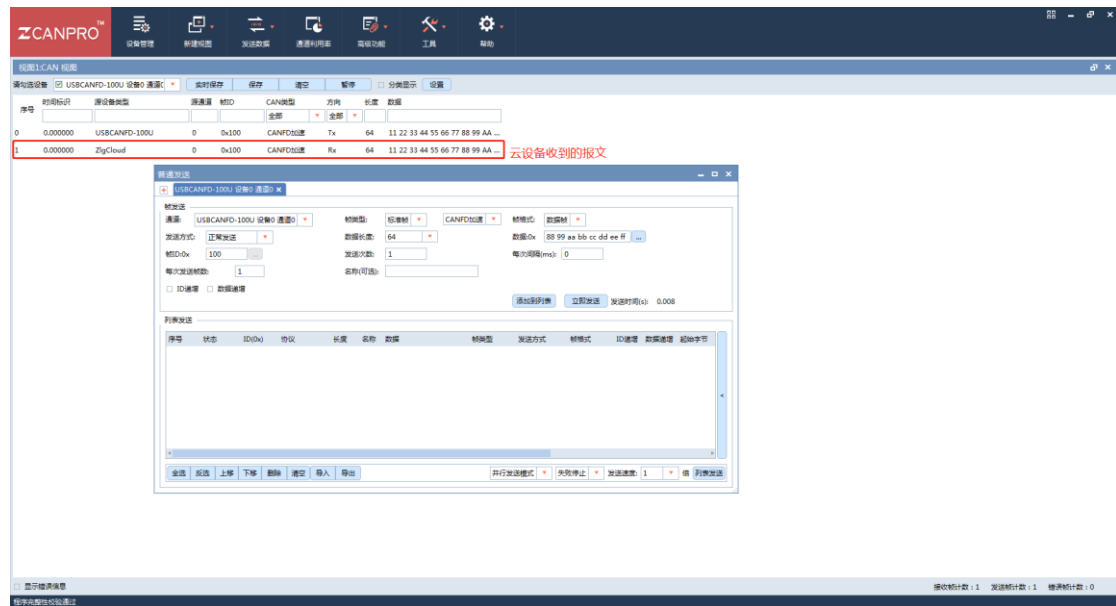 ZCANPRO™
设备管理 新建视图 发送数据 通道利用率 高级功能 工具 帮助
视图1:CAN 视图
请勾选设备 USBCANFD-100U 设备0 通道( 实时保存 保存 清空 暂停 分类显示 设置
序号 时间标识 源设备类型 源通道 帧ID CAN类型 方向 长度 数据
全部 全部
0 0.000000 USBCANFD-100U 0 0x100 CANFD加速 Tx 64 11 22 33 44 55 66 77 88 99 AA ...
1 0.000000 ZlgCloud 0 0x100 CANFD加速 Rx 64 11 22 33 44 55 66 77 88 99 AA ...
云设备收到的报文
普通发送
USBCANFD-100U 设备0 通道0
帧发送
通道: USBCANFD-100U 设备0 通道0 帧类型: 标准帧 CANFD加速 帧格式: 数据帧
发送方式: 正常发送 数据长度: 64 数据:0x 88 99 aa bb cc dd ee ff ...
帧ID:0x 100 ... 发送次数: 1 每次间隔(ms): 0
每次发送帧数: 1 名称(可选):
ID递增 数据递增
添加到列表 立即发送 发送时间(s): 0.008
列表发送
序号 状态 ID(0x) 协议 长度 名称 数据 帧类型 发送方式 帧格式 ID递增 数据递增 起始字节
全选 反选 上移 下移 删除 清空 导入 导出 并行发送模式 失败停止 发送速度: 1 倍 列表发送
显示错误信息 接收帧计数：1 发送帧计数：1 错误帧计数：0
程序完整性校验通过